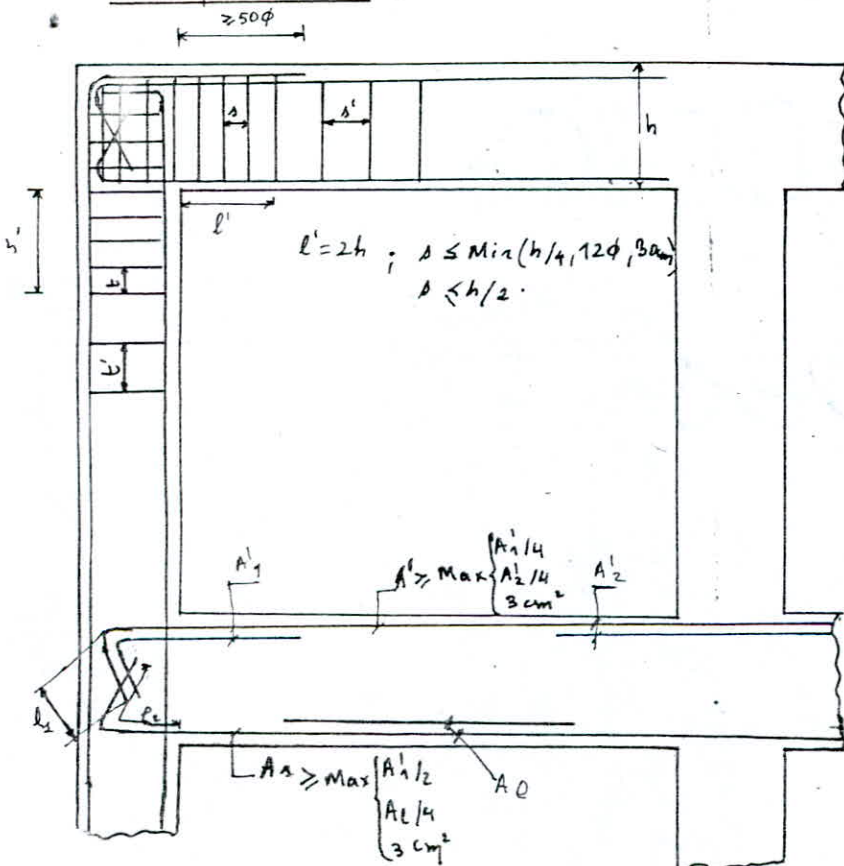 ≥50φ
s
s'
h
l'
h'
l'=2h ; s ≤ Min(h/4, 12φ, 30cm)
s ≤ h/2.
t
t'
A'1
A' ≥ Max { A'1/4
A'2/4
3 cm²
A'2
l1
l2
As ≥ Max { A'1/2
Al/4
3 cm²
Al